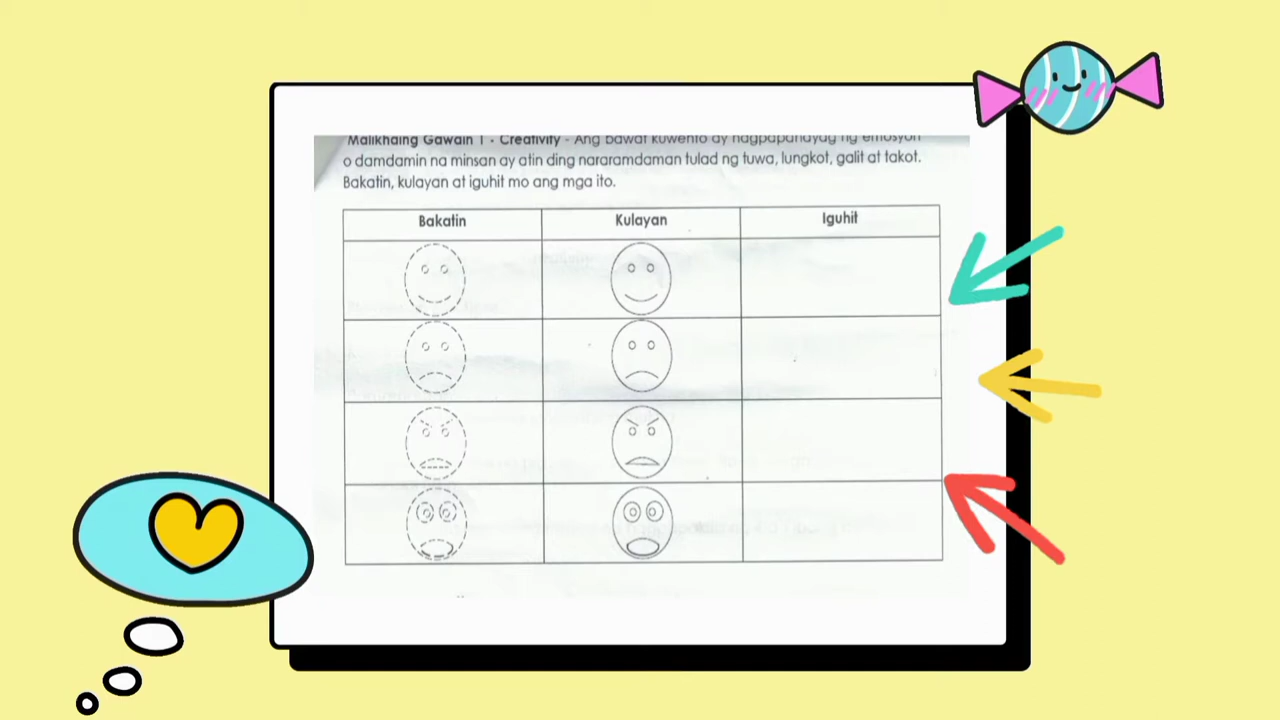 Malikhaing Gawain 1 - Creativity - Ang bawat kuwento ay nagpapahayag ng emosyon
o damdamin na minsan ay atin ding nararamdaman tulad ng tuwa, lungkot, galit at takot.
Bakatin, kulayan at iguhit mo ang mga ito.
Bakatin Kulayan Iguhit